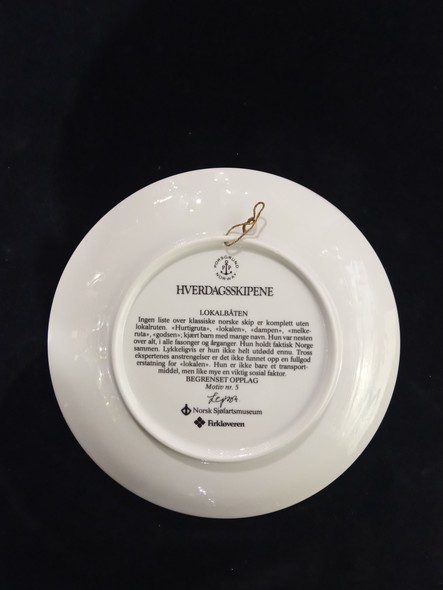 PORSGRUND
NORWAY
HVERDAGSSKIPENE
LOKALBÅTEN
Ingen liste over klassiske norske skip er komplett uten
lokalruten. «Hurtigruta», «lokalen», «dampen», «melke-
ruta», «godsen»; kjært barn med mange navn. Hun var nesten
over alt, i alle fasonger og årganger. Hun holdt faktisk Norge
sammen. Lykkeligvis er hun ikke helt utdødd ennu. Tross
ekspertenes anstrengelser er det ikke funnet opp en fullgod
erstatning for «lokalen». Hun er ikke bare et transport-
middel, men like mye en viktig sosial faktor.
BEGRENSET OPPLAG
Motiv nr. 5
Norsk Sjøfartsmuseum
Firkløveren